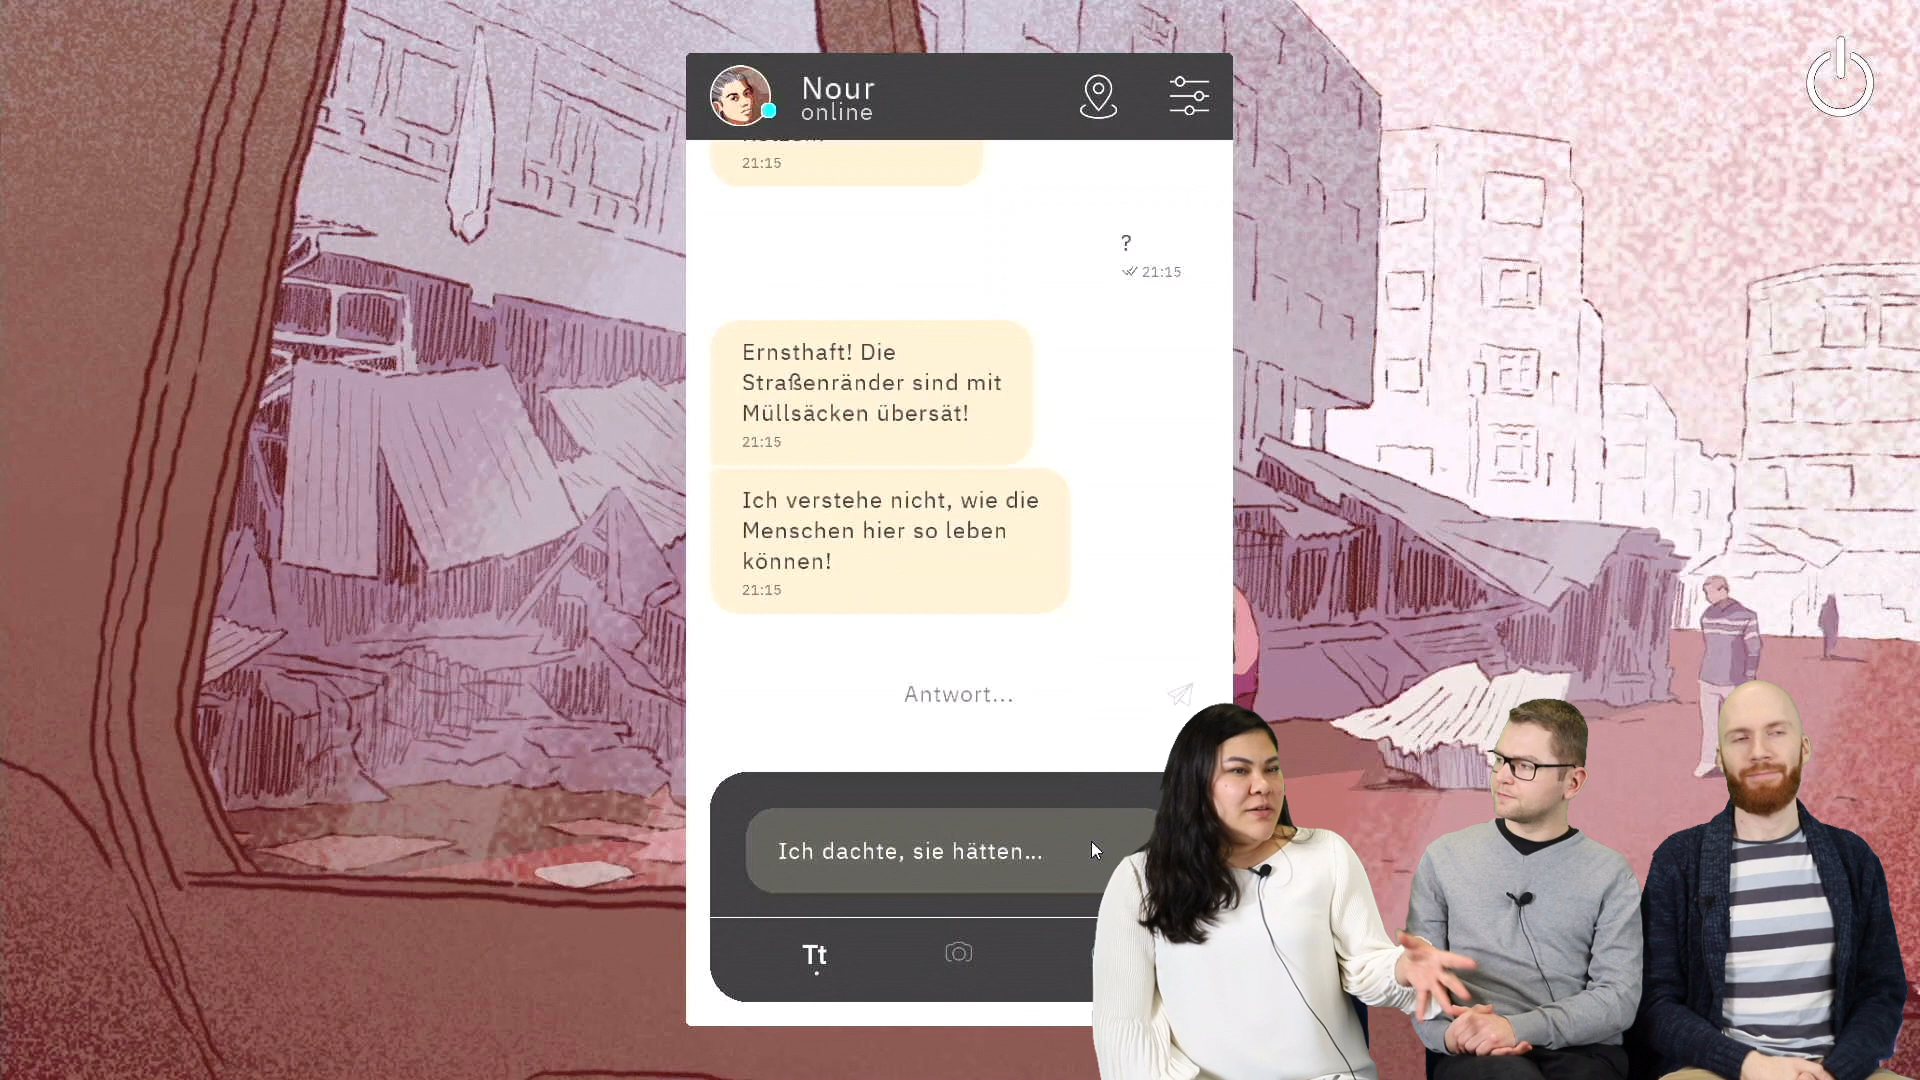 Nour
online
21:15
?
21:15
Ernsthaft! Die
Straßenränder sind mit
Müllsäcken übersät!
21:15
Ich verstehe nicht, wie die
Menschen hier so leben
können!
21:15
Antwort...
Ich dachte, sie hätten...
Tt